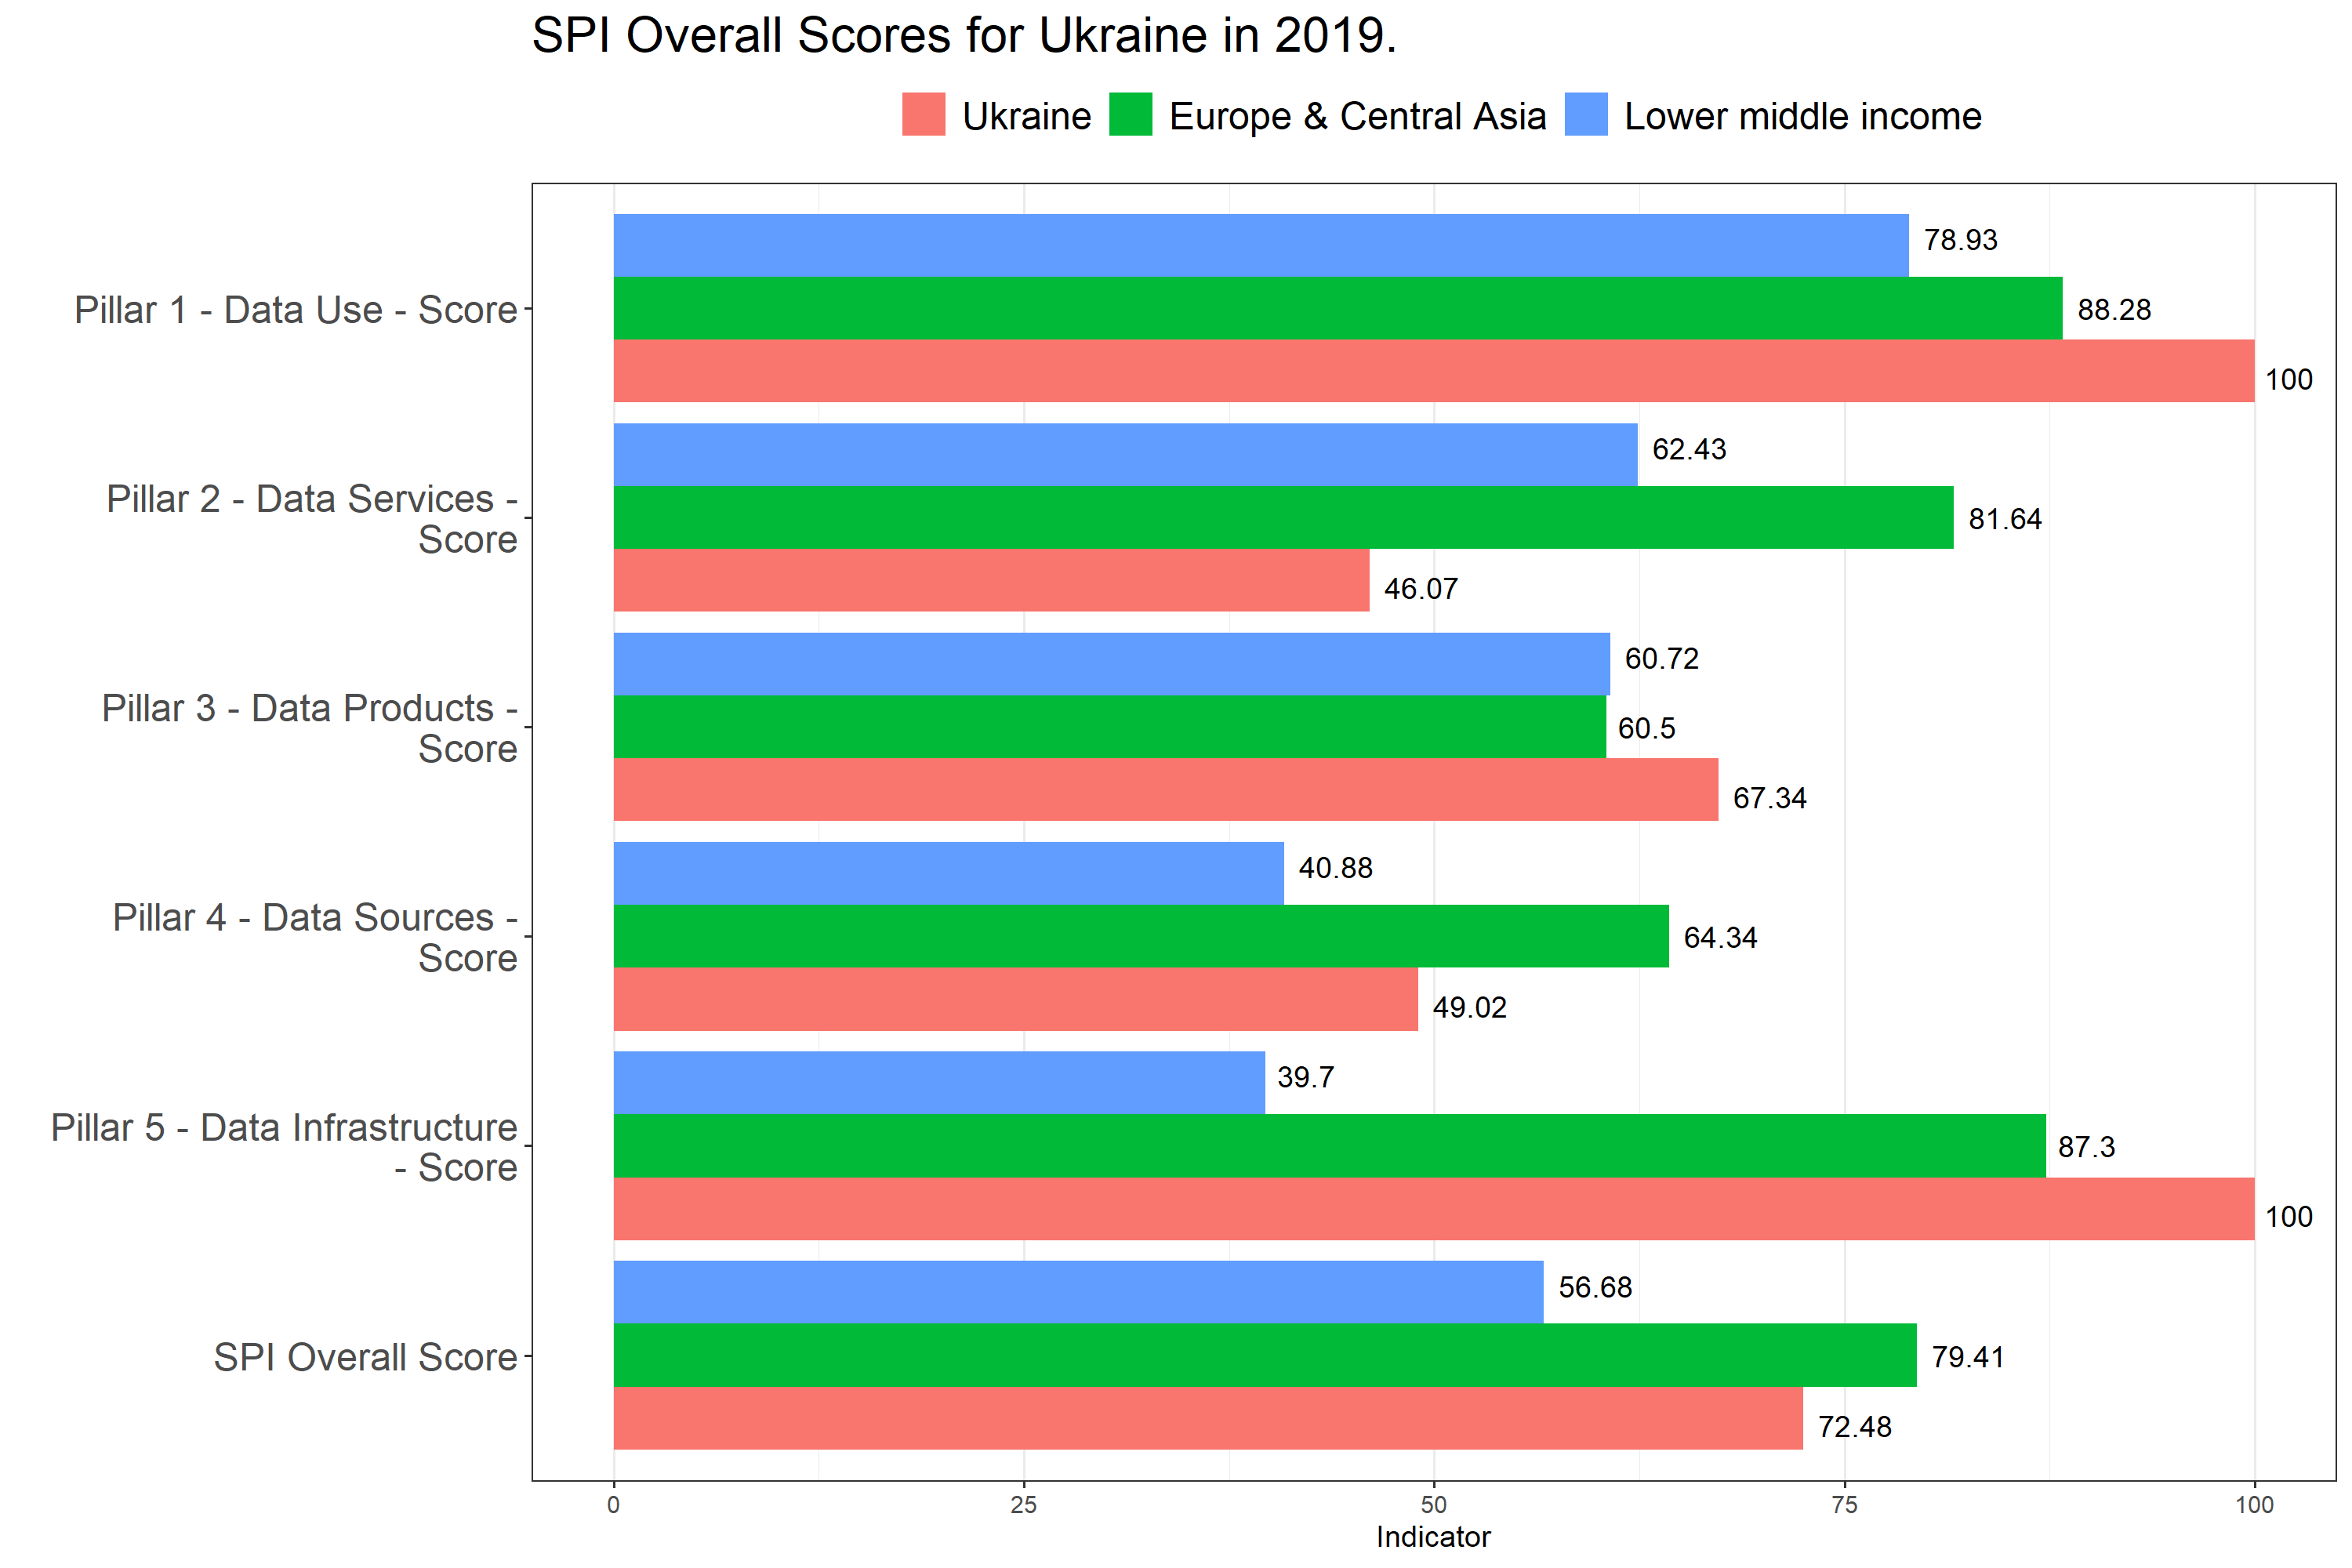 SPI Overall Scores for Ukraine in 2019.
Ukraine Europe & Central Asia Lower middle income
Pillar 1 - Data Use - Score
78.93
88.28
100
Pillar 2 - Data Services -
Score
62.43
81.64
46.07
Pillar 3 - Data Products -
Score
60.72
60.5
67.34
Pillar 4 - Data Sources -
Score
40.88
64.34
49.02
Pillar 5 - Data Infrastructure
- Score
39.7
87.3
100
SPI Overall Score
56.68
79.41
72.48
0 25 50 75 100
Indicator